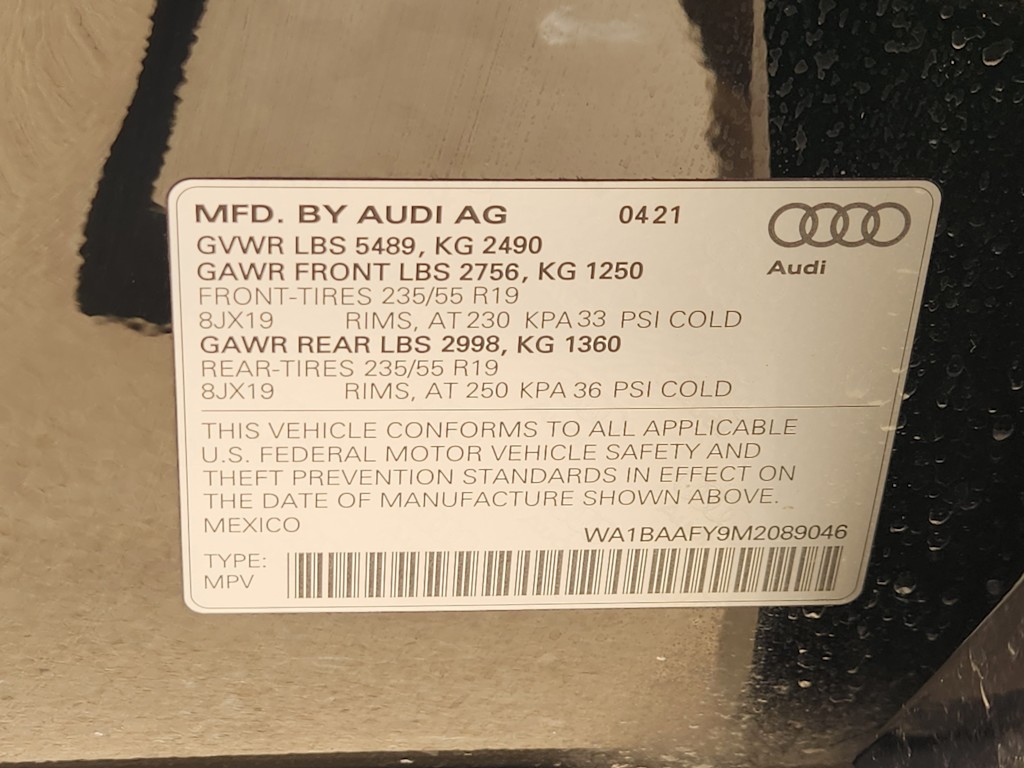 MFD. BY AUDI AG 0421
GVWR LBS 5489, KG 2490
GAWR FRONT LBS 2756, KG 1250
Audi
FRONT-TIRES 235/55 R19
8JX19 RIMS, AT 230 KPA 33 PSI COLD
GAWR REAR LBS 2998, KG 1360
REAR-TIRES 235/55 R19
8JX19 RIMS, AT 250 KPA 36 PSI COLD
THIS VEHICLE CONFORMS TO ALL APPLICABLE
U.S. FEDERAL MOTOR VEHICLE SAFETY AND
THEFT PREVENTION STANDARDS IN EFFECT ON
THE DATE OF MANUFACTURE SHOWN ABOVE.
MEXICO WA1BAAFY9M2089046
TYPE:
MPV